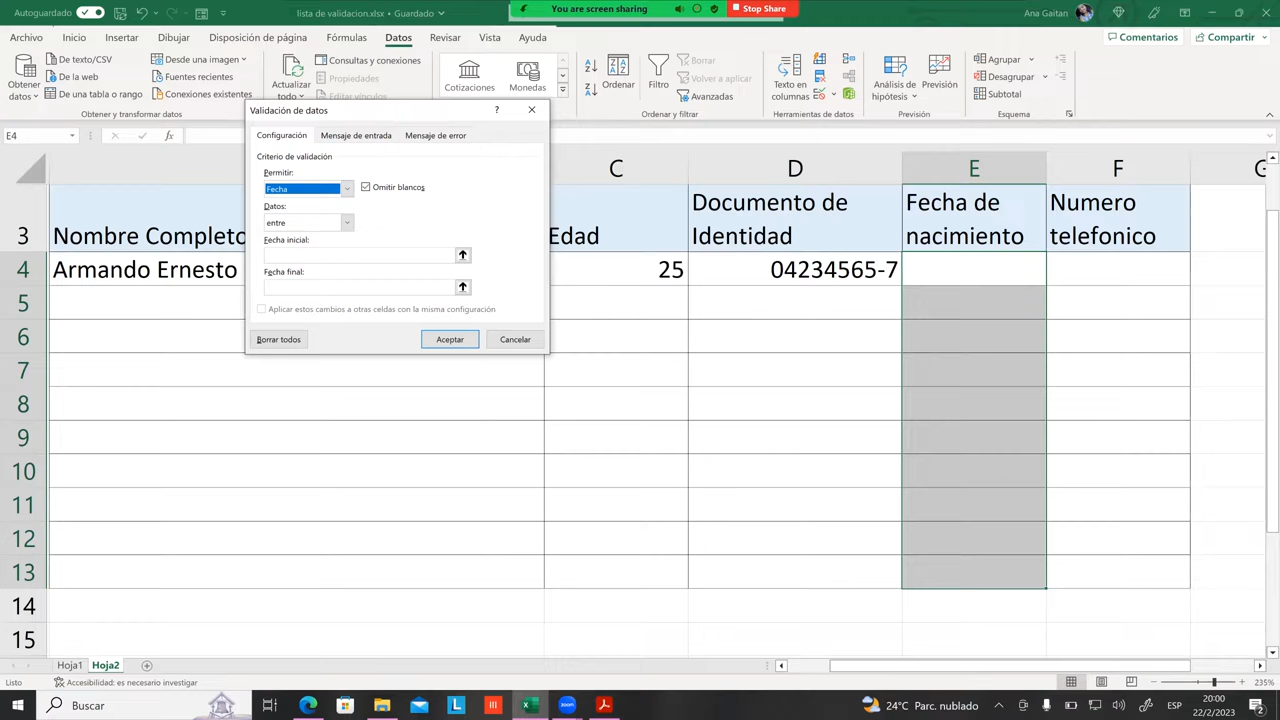 Autoguardado
lista de validacion.xlsx • Guardado
You are screen sharing
Stop Share
Ana Gaitan
Archivo Inicio Insertar Dibujar Disposición de página Fórmulas Datos Revisar Vista Ayuda
Comentarios Compartir
Obtener datos
De texto/CSV
De la web
De una tabla o rango
Desde una imagen
Fuentes recientes
Conexiones existentes
Actualizar todo
Consultas y conexiones
Propiedades
Editar vínculos
Cotizaciones
Monedas
Ordenar
Filtro
Borrar
Volver a aplicar
Avanzadas
Texto en columnas
Análisis de hipótesis
Previsión
Agrupar
Desagrupar
Subtotal
Obtener y transformar datos
Ordenar y filtrar
Herramientas de datos
Previsión
Esquema
E4
fx
Validación de datos
?
Configuración Mensaje de entrada Mensaje de error
Criterio de validación
Permitir:
Fecha
Omitir blancos
Datos:
entre
Fecha inicial:
Fecha final:
Aplicar estos cambios a otras celdas con la misma configuración
Borrar todos Aceptar Cancelar
C D E F G
3 Nombre Completo Edad Documento de Identidad Fecha de nacimiento Numero telefonico
4 Armando Ernesto 25 04234565-7
5
6
7
8
9
10
11
12
13
14
15
Hoja1 Hoja2
Listo Accesibilidad: es necesario investigar
235%
Buscar
24°C Parc. nublado
ESP
20:00
22/2/2023